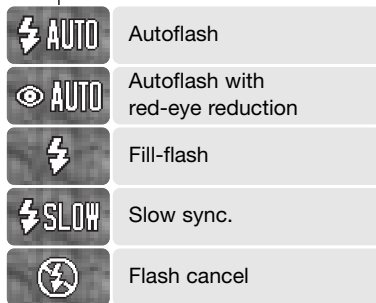 AUTO Autoflash
AUTO Autoflash with
red-eye reduction
Fill-flash
SLOW Slow sync.
Flash cancel